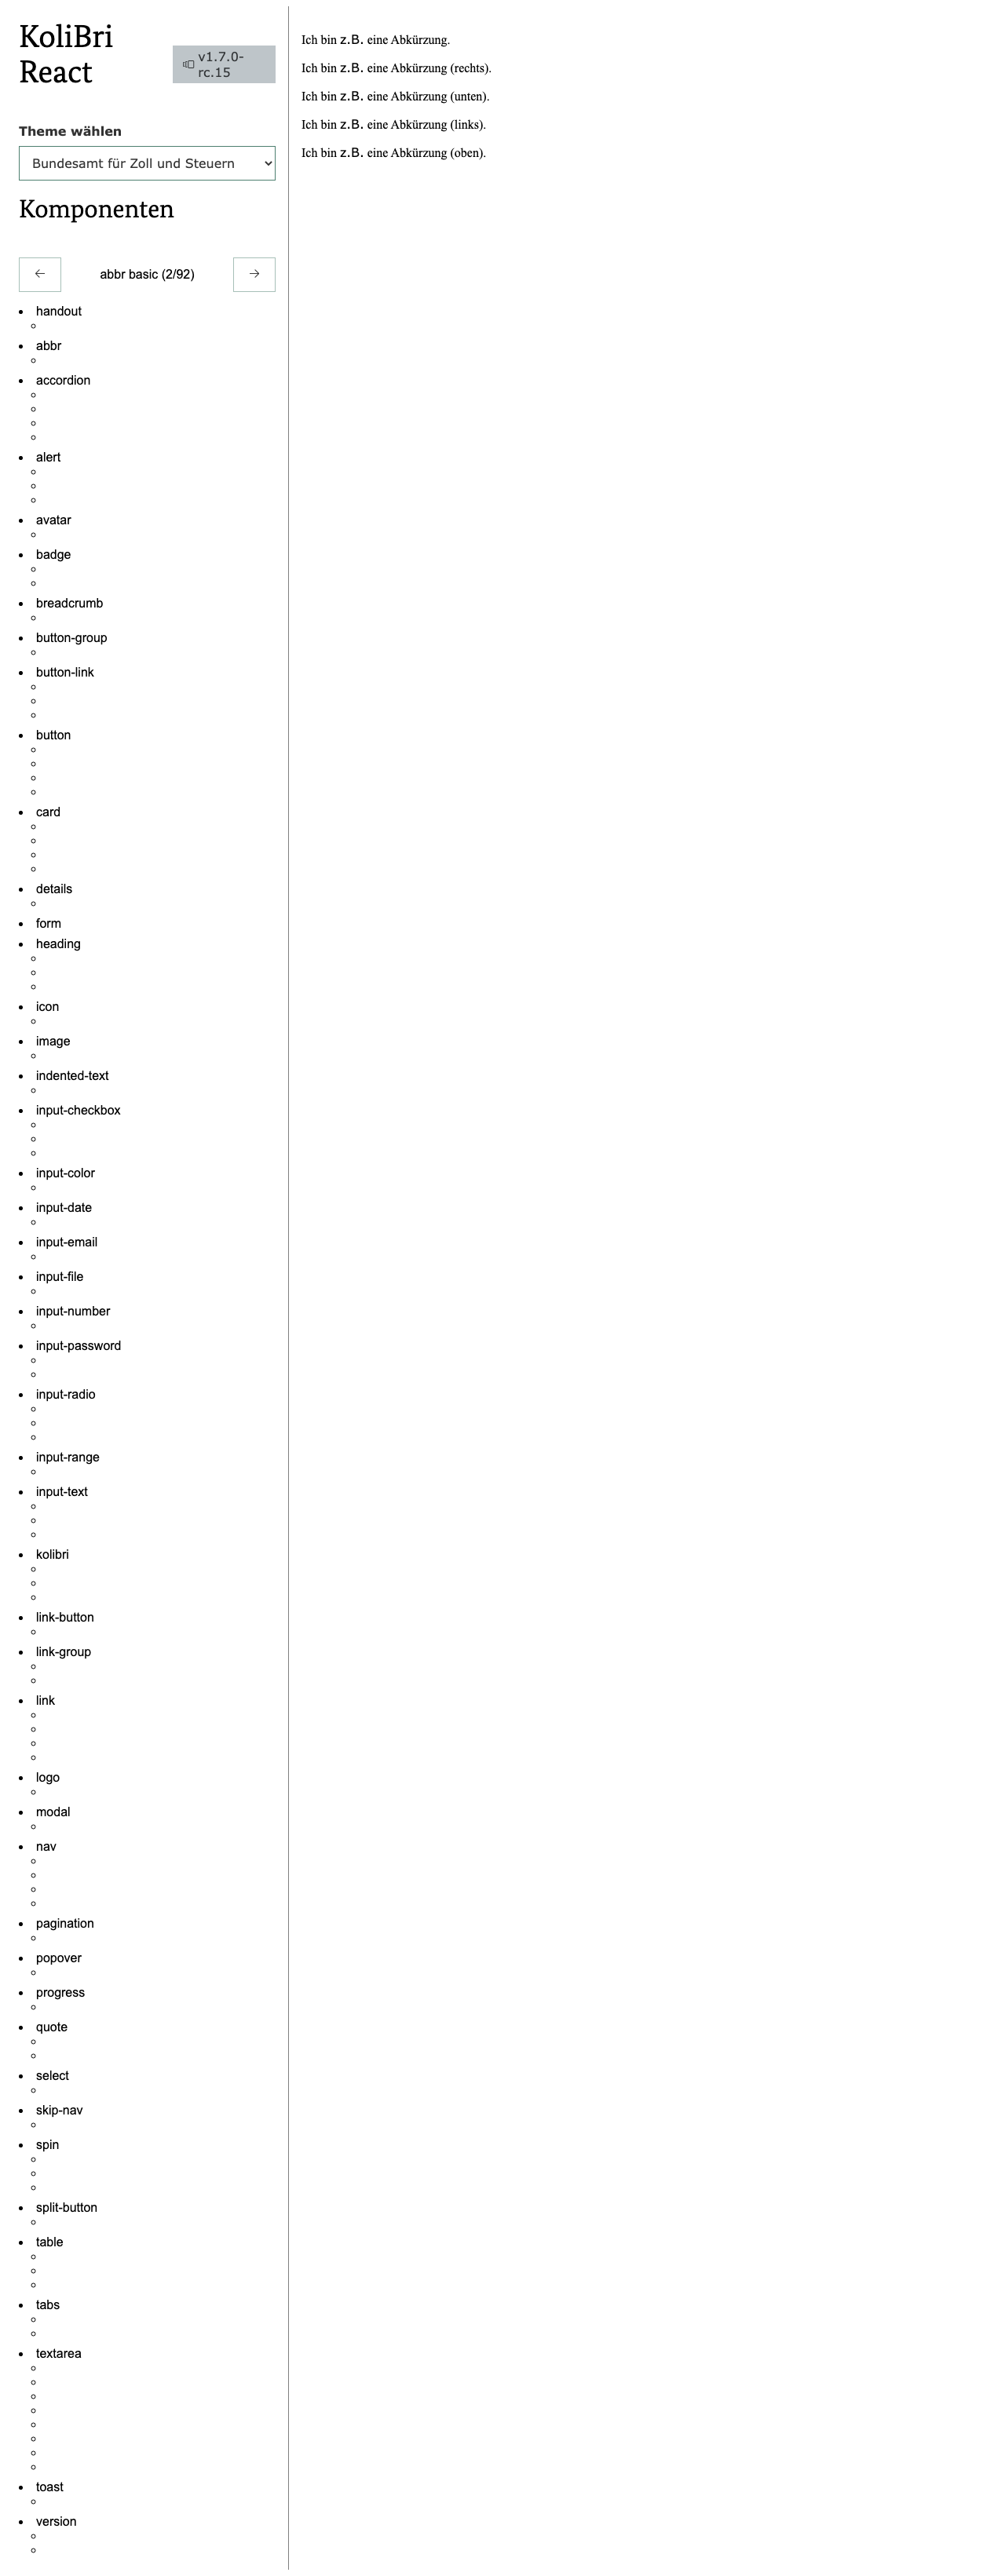 KoliBri
React
v1.7.0-
rc.15
Theme wählen
Bundesamt für Zoll und Steuern
Komponenten
abbr basic (2/92)
handout
abbr
accordion
alert
avatar
badge
breadcrumb
button-group
button-link
button
card
details
form
heading
icon
image
indented-text
input-checkbox
input-color
input-date
input-email
input-file
input-number
input-password
input-radio
input-range
input-text
kolibri
link-button
link-group
link
logo
modal
nav
pagination
popover
progress
quote
select
skip-nav
spin
split-button
table
tabs
textarea
toast
version
Ich bin z.B. eine Abkürzung.
Ich bin z.B. eine Abkürzung (rechts).
Ich bin z.B. eine Abkürzung (unten).
Ich bin z.B. eine Abkürzung (links).
Ich bin z.B. eine Abkürzung (oben).